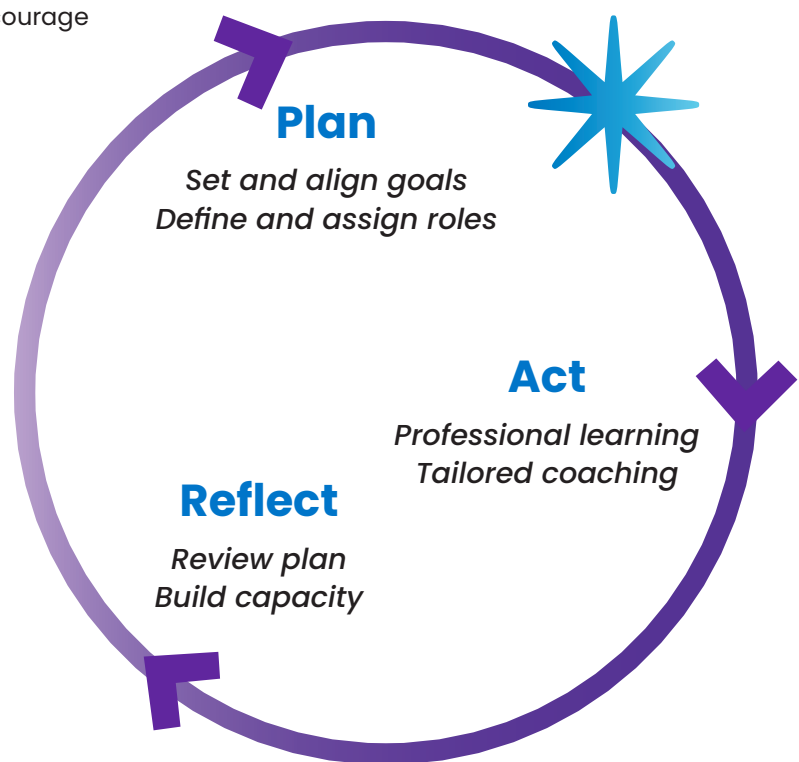 Plan
Set and align goals
Define and assign roles
Act
Professional learning
Tailored coaching
Reflect
Review plan
Build capacity